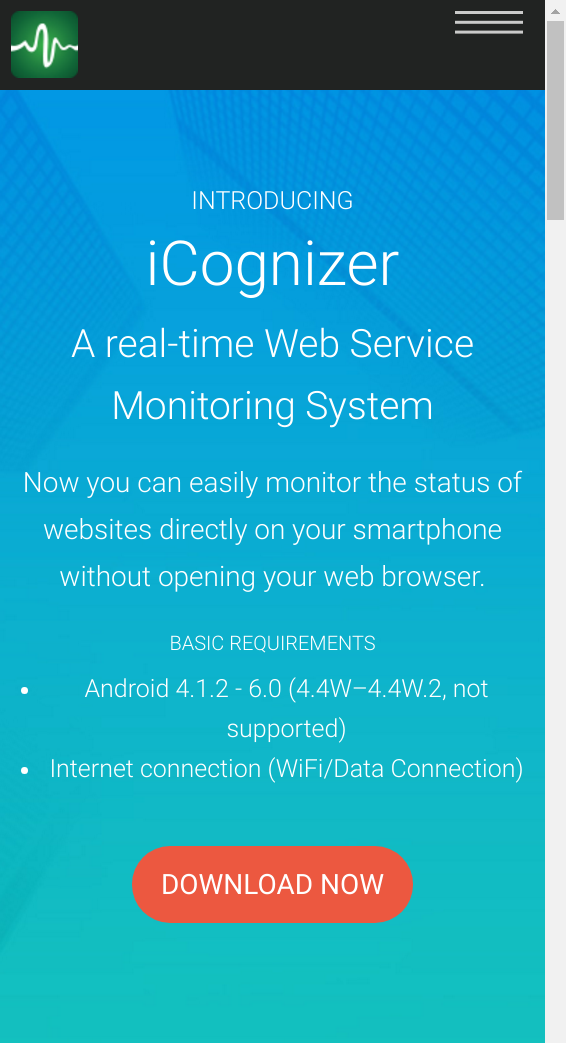 INTRODUCING
iCognizer
A real-time Web Service
Monitoring System
Now you can easily monitor the status of
websites directly on your smartphone
without opening your web browser.
BASIC REQUIREMENTS
Android 4.1.2 - 6.0 (4.4W–4.4W.2, not
supported)
Internet connection (WiFi/Data Connection)
DOWNLOAD NOW